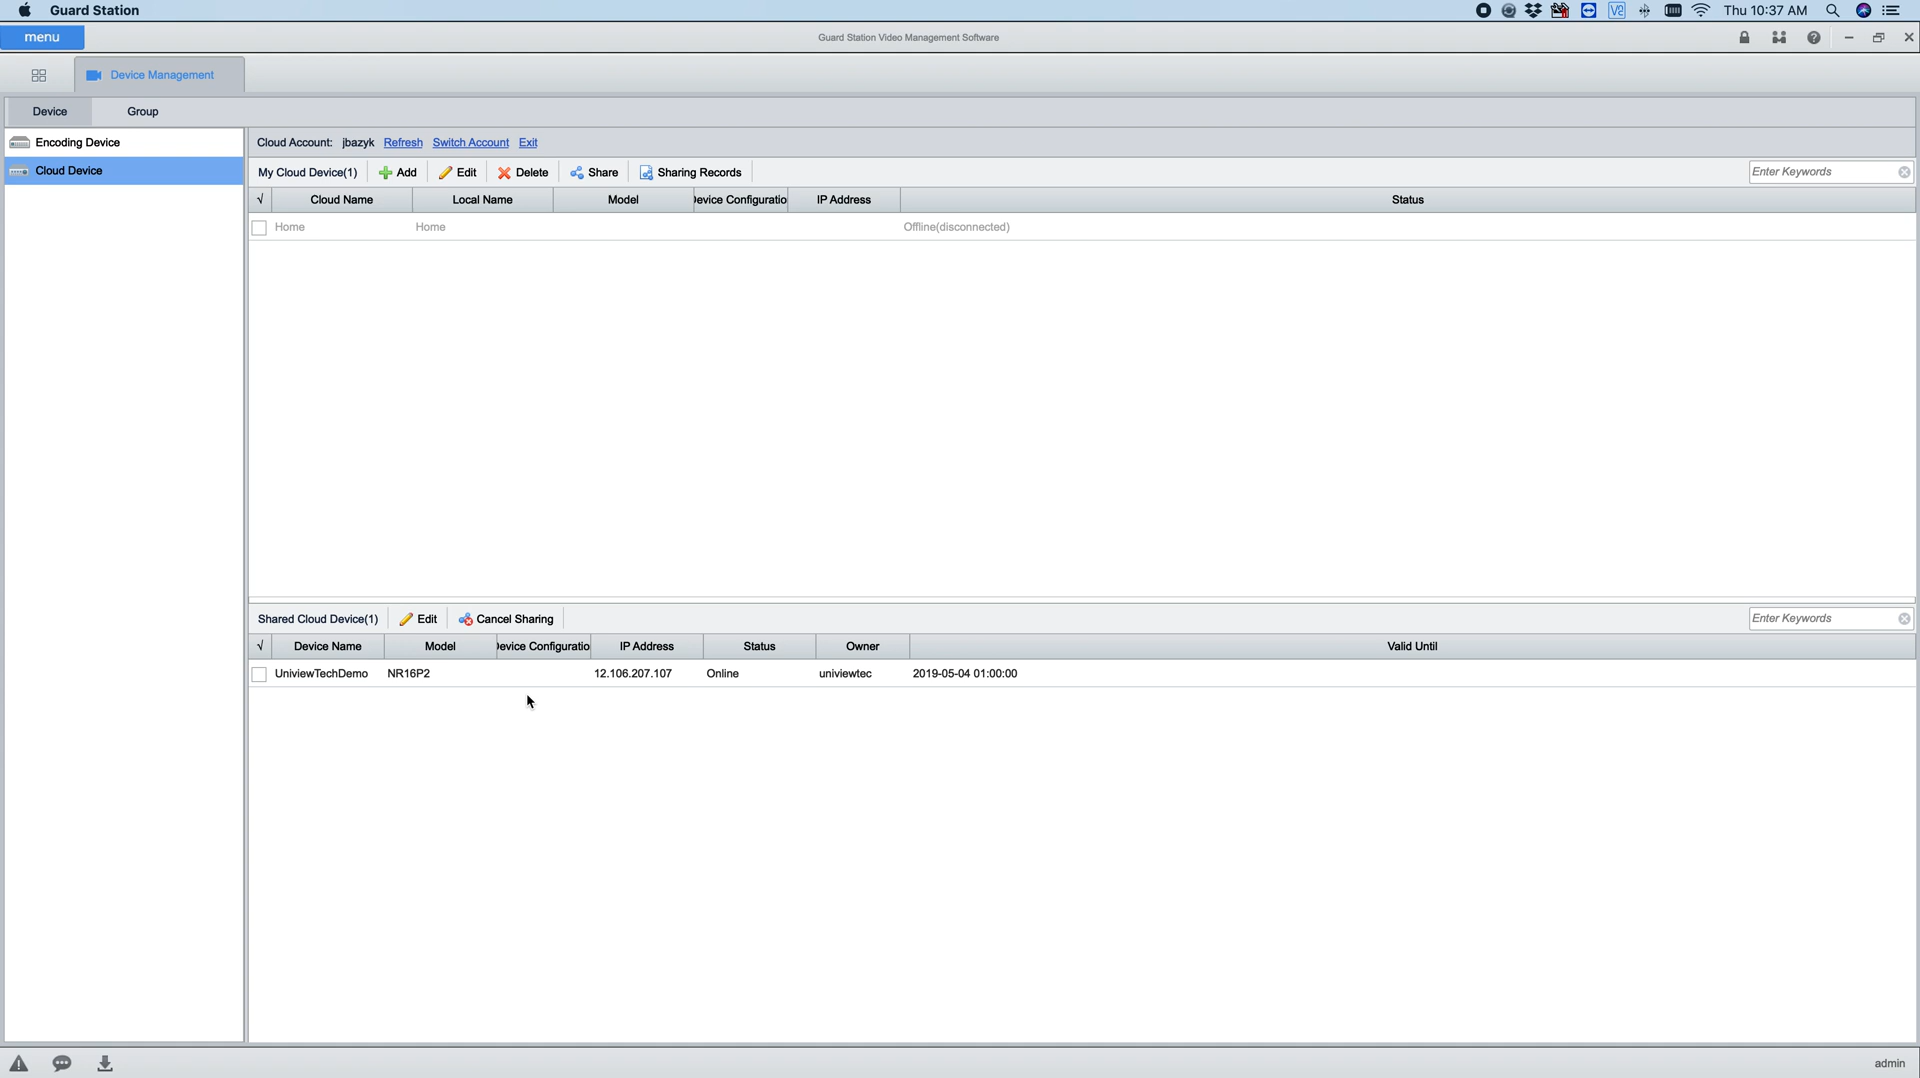 Guard Station
Thu 10:37 AM
menu
Guard Station Video Management Software
Device Management
Device Group
Encoding Device
Cloud Device
Cloud Account: jbazyk Refresh Switch Account Exit
My Cloud Device(1) Add Edit Delete Share Sharing Records Enter Keywords
√ Cloud Name Local Name Model evice Configuratio IP Address Status
Home Home Offline(disconnected)
Shared Cloud Device(1) Edit Cancel Sharing Enter Keywords
√ Device Name Model evice Configuratio IP Address Status Owner Valid Until
UniviewTechDemo NR16P2 12.106.207.107 Online univiewtec 2019-05-04 01:00:00
admin